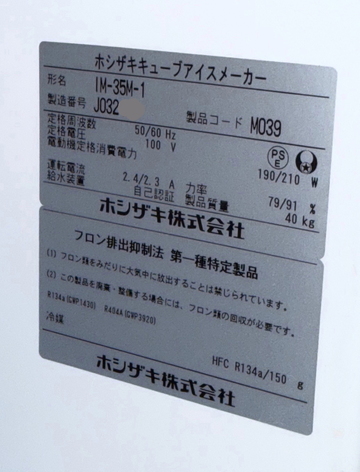 ホシザキキューブアイスメーカー
形名 IM-35M-1
製造番号 J032 製品コード M039
定格周波数 50/60 Hz
定格電圧 100 V
電動機定格消費電力 190/210 W
PS E
運転電流 2.4/2.3 A 力率 79/91 %
給水装置 自己認証 製品質量 40 kg
ホシザキ株式会社
フロン排出抑制法 第一種特定製品
(1) フロン類をみだりに大気中に放出することは禁じられています。
(2) この製品を廃棄・整備する場合には、フロン類の回収が必要です。
R134a(GWP1430) R404A(GWP3920)
冷媒 HFC R134a/150 g
ホシザキ株式会社